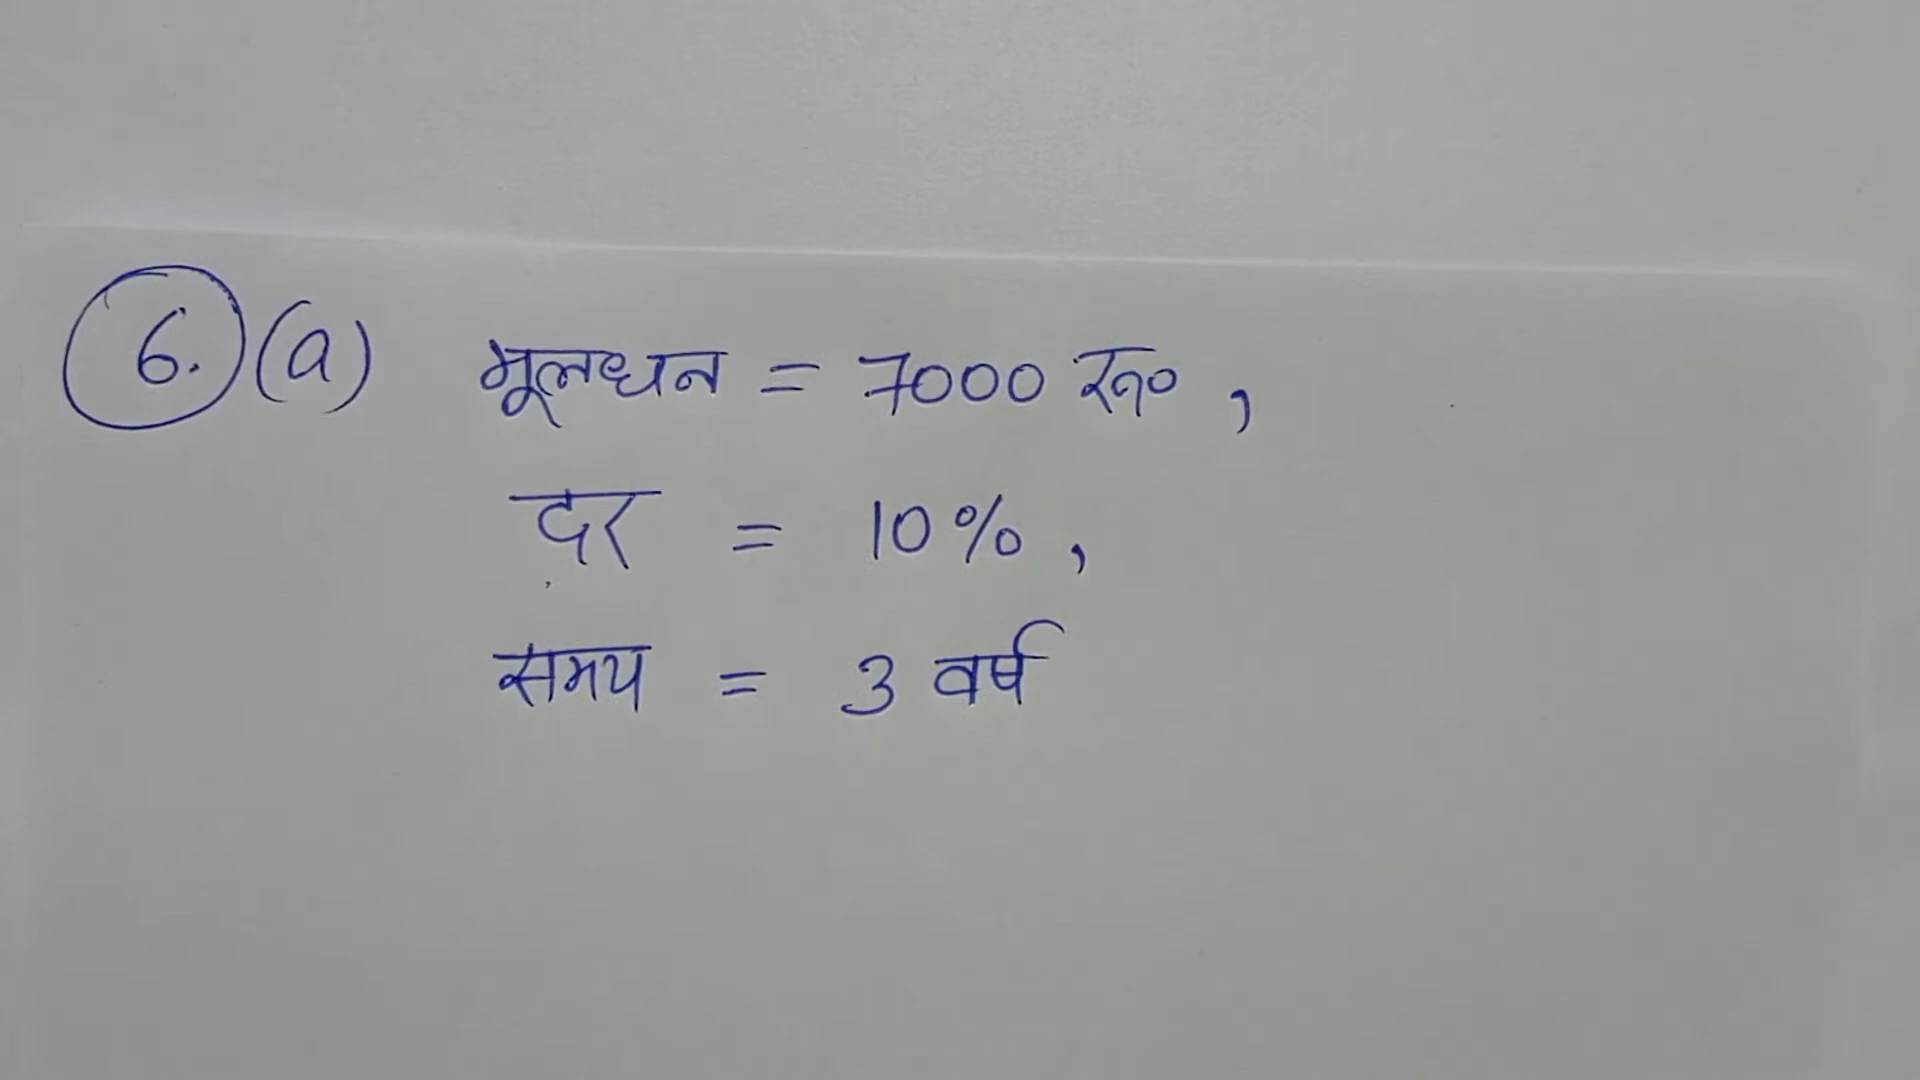 6. (a) मूलधन = 7000 रू०,
दर = 10%,
समय = 3 वर्ष